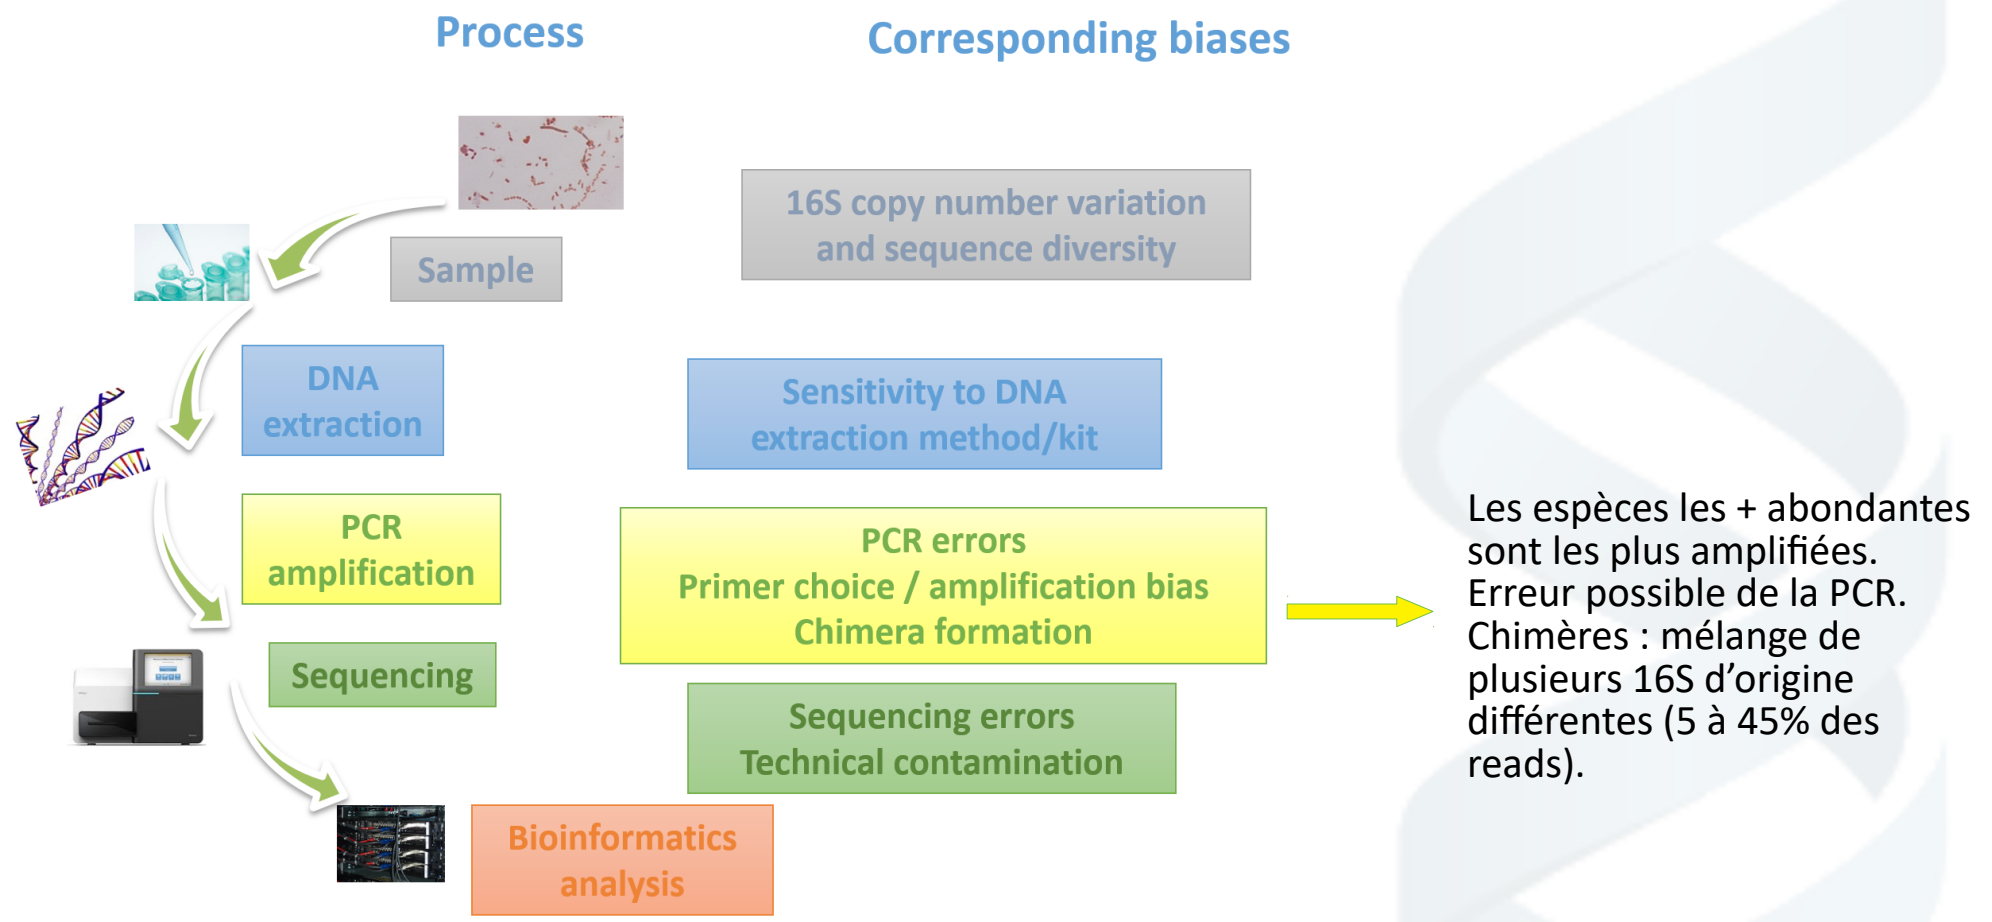 Process
Corresponding biases
16S copy number variation
and sequence diversity
Sample
DNA
extraction
Sensitivity to DNA
extraction method/kit
PCR
amplification
PCR errors
Primer choice / amplification bias
Chimera formation
Les espèces les + abondantes
sont les plus amplifiées.
Erreur possible de la PCR.
Chimères : mélange de
plusieurs 16S d’origine
différentes (5 à 45% des
reads).
Sequencing
Sequencing errors
Technical contamination
Bioinformatics
analysis